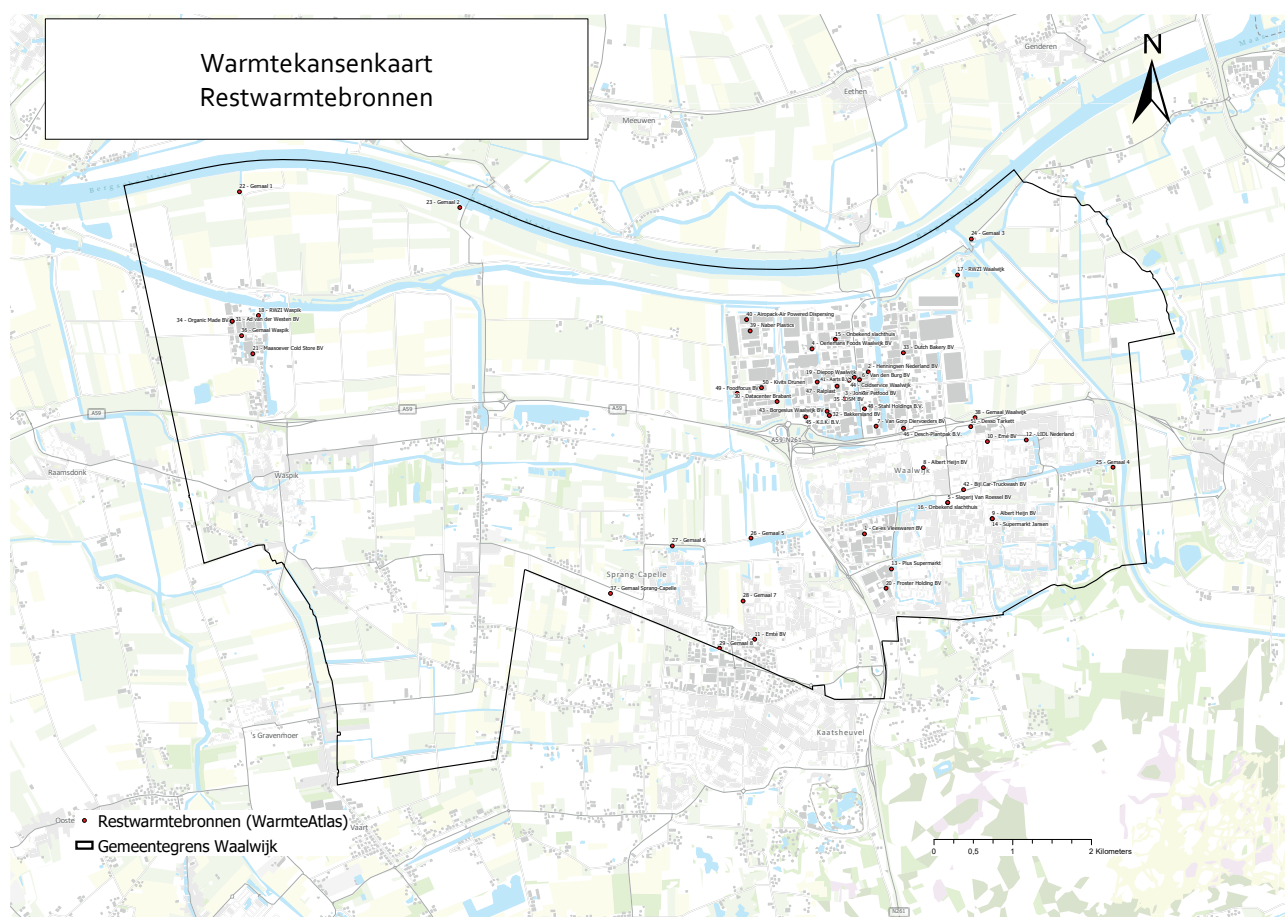 Warmtekansenkaart
Restwarmtebronnen
N
Genderen
Eethen
Meeuwen
22 - Gemaal 1
23 - Gemaal 2
24 - Gemaal 3
17 - RWZI Waalwijk
18 - RWZI Waspik
34 - Organic Made BV
31 - Ad van der Westen BV
36 - Gemaal Waspik
21 - Maasoever Cold Store BV
40 - Airopack-Air Powered Dispersing
39 - Naber Plastics
15 - Onbekend slachthuis
4 - Oerlemans Foods Waalwijk BV
33 - Dutch Bakery BV
2 - Henningsen Nederland BV
19 - Diepop Waalwijk
6 - Van den Burg BV
41 - Aarts B.V.
44 - Coldservice Waalwijk
50 - Kivits Drunen
49 - Foodfocus BV
47 - Ralplast
3 - Jonker Petfood BV
30 - Datacenter Brabant
35 - DSM BV
48 - Stahl Holdings B.V.
43 - Borgesius Waalwijk BV
32 - Bakkersland BV
45 - K.I.K. B.V.
7 - Van Gorp Diervoeders BV
38 - Gemaal Waalwijk
51 - Desso Tarkett
46 - Desch-Plantpak B.V.
10 - Emé BV
12 - LIDL Nederland
A59
A59
A59
A59 N261
Raamsdonk
Waspik
Waalwijk
8 - Albert Heijn BV
25 - Gemaal 4
42 - Bijl Car-Truckwash BV
5 - Slagerij Van Roessel BV
16 - Onbekend slachthuis
9 - Albert Heijn BV
14 - Supermarkt Jansen
1 - Ce-es Vleeswaren BV
26 - Gemaal 5
27 - Gemaal 6
13 - Plus Supermarkt
20 - Froster Holding BV
Sprang-Capelle
37 - Gemaal Sprang-Capelle
28 - Gemaal 7
11 - Emté BV
29 - Gemaal 8
's Gravenmoer
Kaatsheuvel
Vaart
Restwarmtebronnen (WarmteAtlas)
Gemeentegrens Waalwijk
0 0,5 1 2 Kilometers
N261